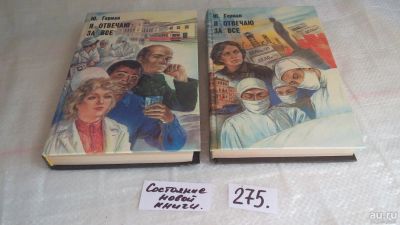 Ю. Герман
Я ОТВЕЧАЮ
ЗА ВСЕ
Ю. Герман
Я ОТВЕЧАЮ
ЗА ВСЕ
Состояние
новой
книги.
275.
au.ru